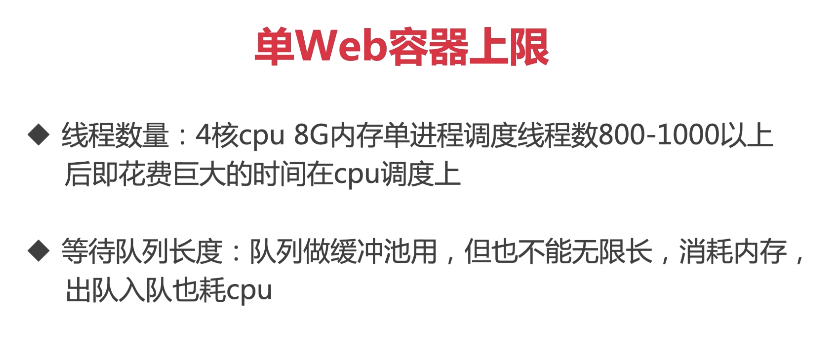 单Web容器上限
◆ 线程数量：4核cpu 8G内存单进程调度线程数800-1000以上
后即花费巨大的时间在cpu调度上
◆ 等待队列长度：队列做缓冲池用，但也不能无限长，消耗内存，
出队入队也耗cpu